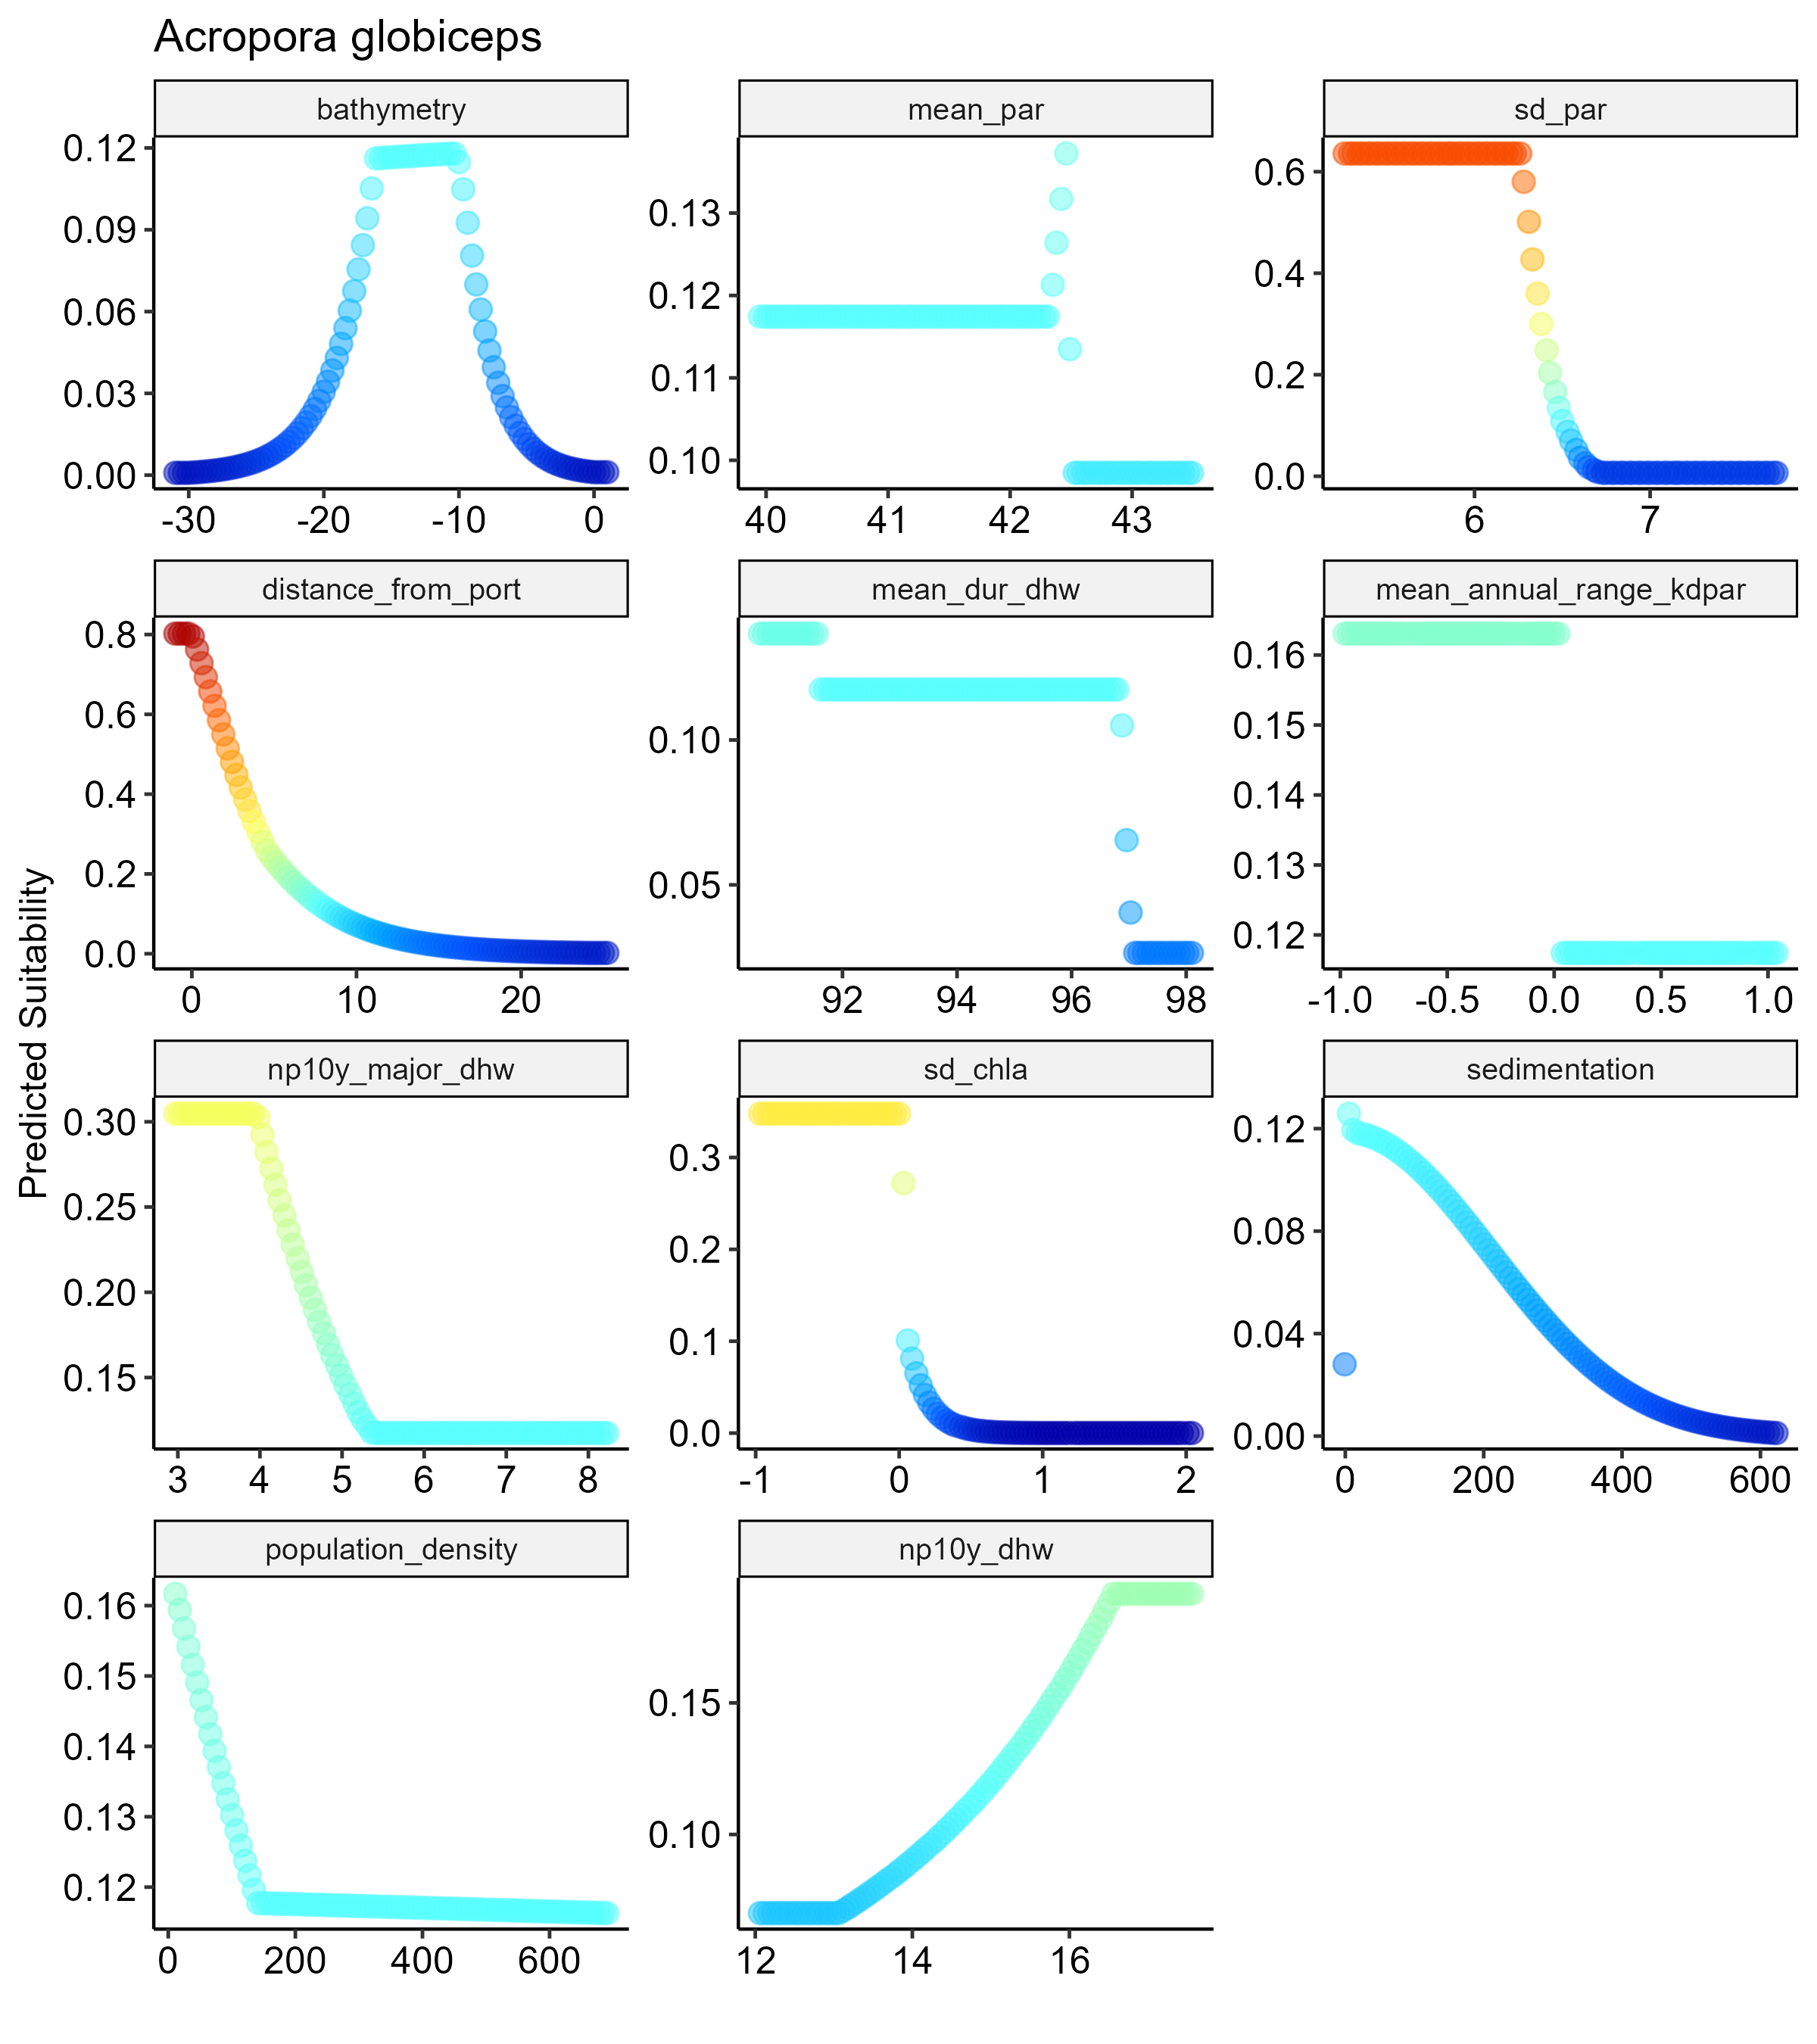 Acropora globiceps
bathymetry
mean_par
sd_par
0.12
0.09
0.06
0.03
0.00
-30 -20 -10 0
0.13
0.12
0.11
0.10
40 41 42 43
0.6
0.4
0.2
0.0
6 7
distance_from_port
mean_dur_dhw
mean_annual_range_kdpar
0.8
0.6
0.4
0.2
0.0
0 10 20
0.10
0.05
92 94 96 98
0.16
0.15
0.14
0.13
0.12
-1.0 -0.5 0.0 0.5 1.0
Predicted Suitability
np10y_major_dhw
sd_chla
sedimentation
0.30
0.25
0.20
0.15
3 4 5 6 7 8
0.3
0.2
0.1
0.0
-1 0 1 2
0.12
0.08
0.04
0.00
0 200 400 600
population_density
np10y_dhw
0.16
0.15
0.14
0.13
0.12
0 200 400 600
0.15
0.10
12 14 16